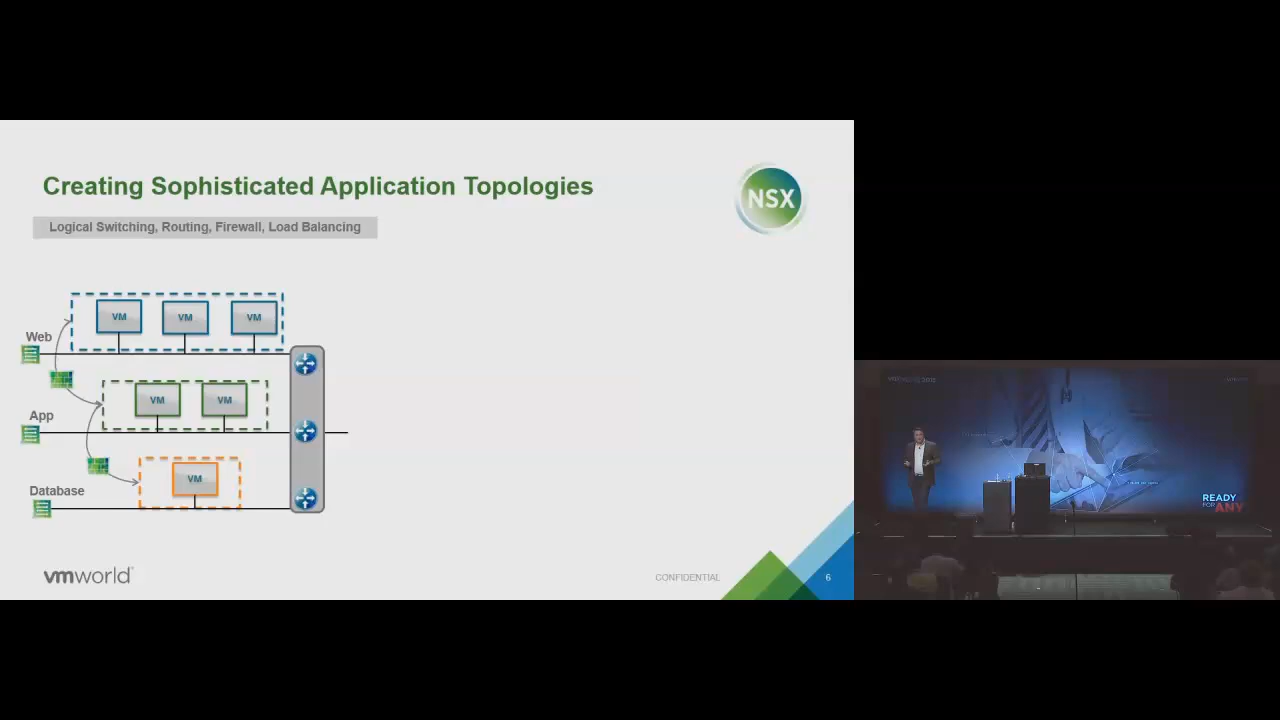 Creating Sophisticated Application Topologies
NSX
Logical Switching, Routing, Firewall, Load Balancing
VM
VM
VM
Web
VM
VM
App
VM
Database
vmworld
CONFIDENTIAL
6
READY
FOR ANY